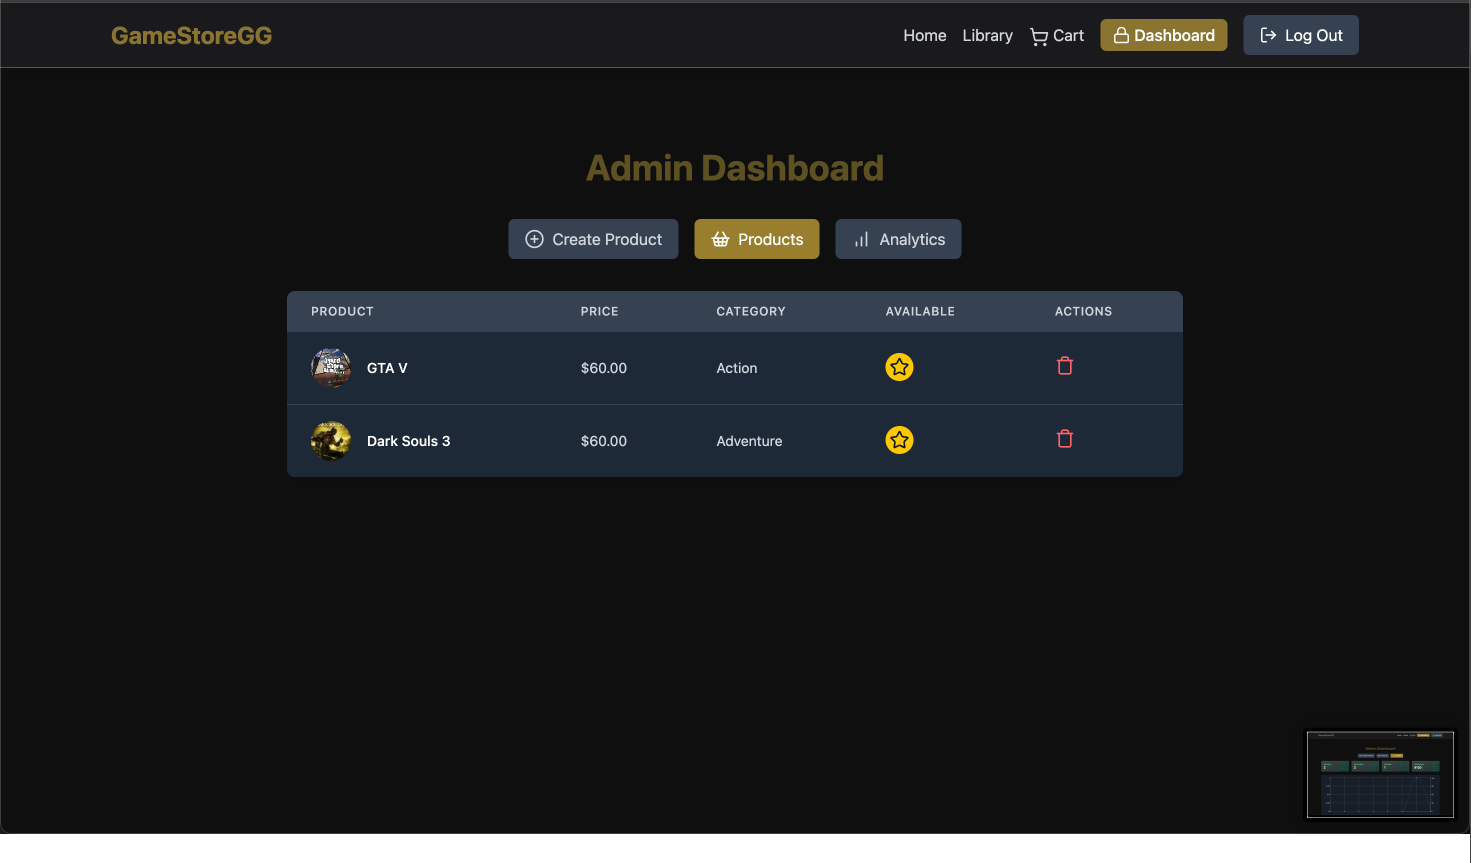 GameStoreGG
Home Library Cart Dashboard Log Out
Admin Dashboard
Create Product Products Analytics
PRODUCT PRICE CATEGORY AVAILABLE ACTIONS
GTA V $60.00 Action
Dark Souls 3 $60.00 Adventure